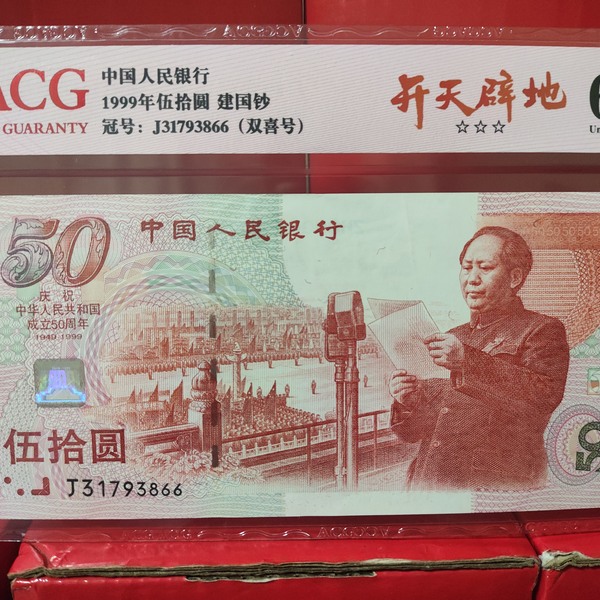 ACG
GUARANTY
中国人民银行
1999年伍拾圆 建国钞
冠号：J31793866（双喜号）
开天辟地
☆☆☆
6
Un
50
中国人民银行
庆祝
中华人民共和国
成立50周年
1949-1999
伍拾圆
J31793866
50